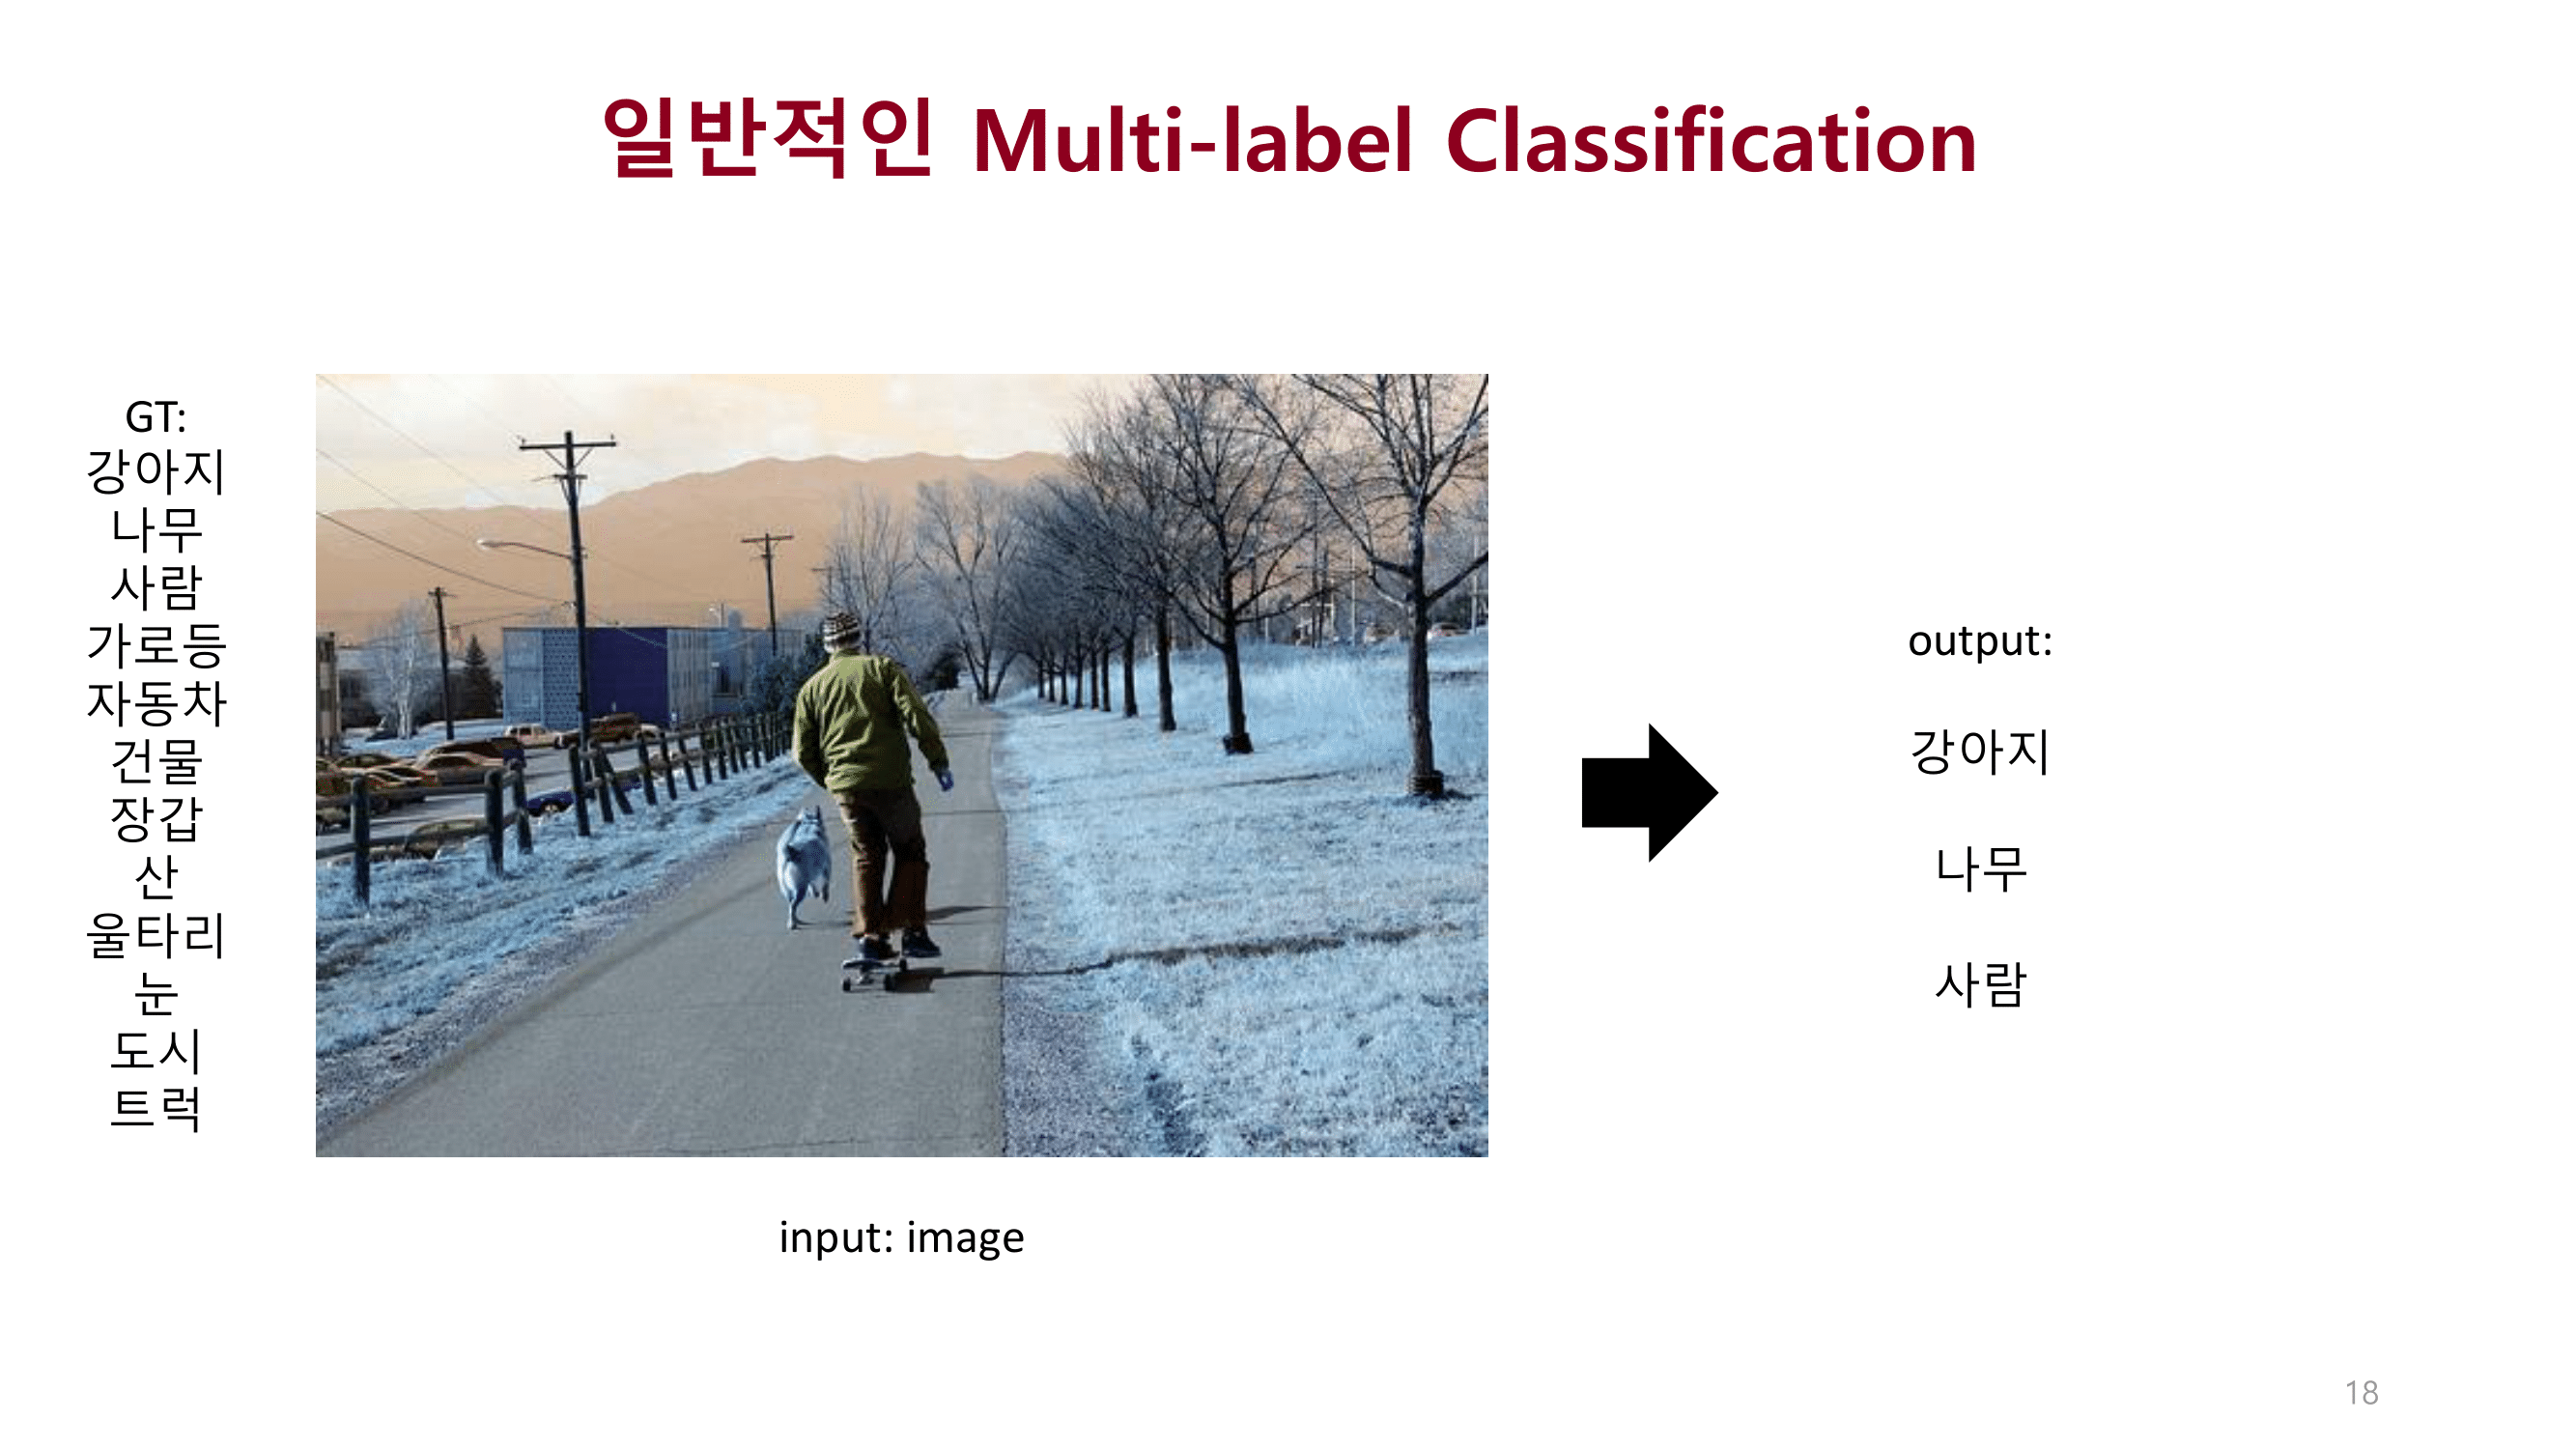 일반적인 Multi-label Classification
GT:
강아지
나무
사람
가로등
자동차
건물
장갑
산
울타리
눈
도시
트럭
input: image
output:
강아지
나무
사람
18